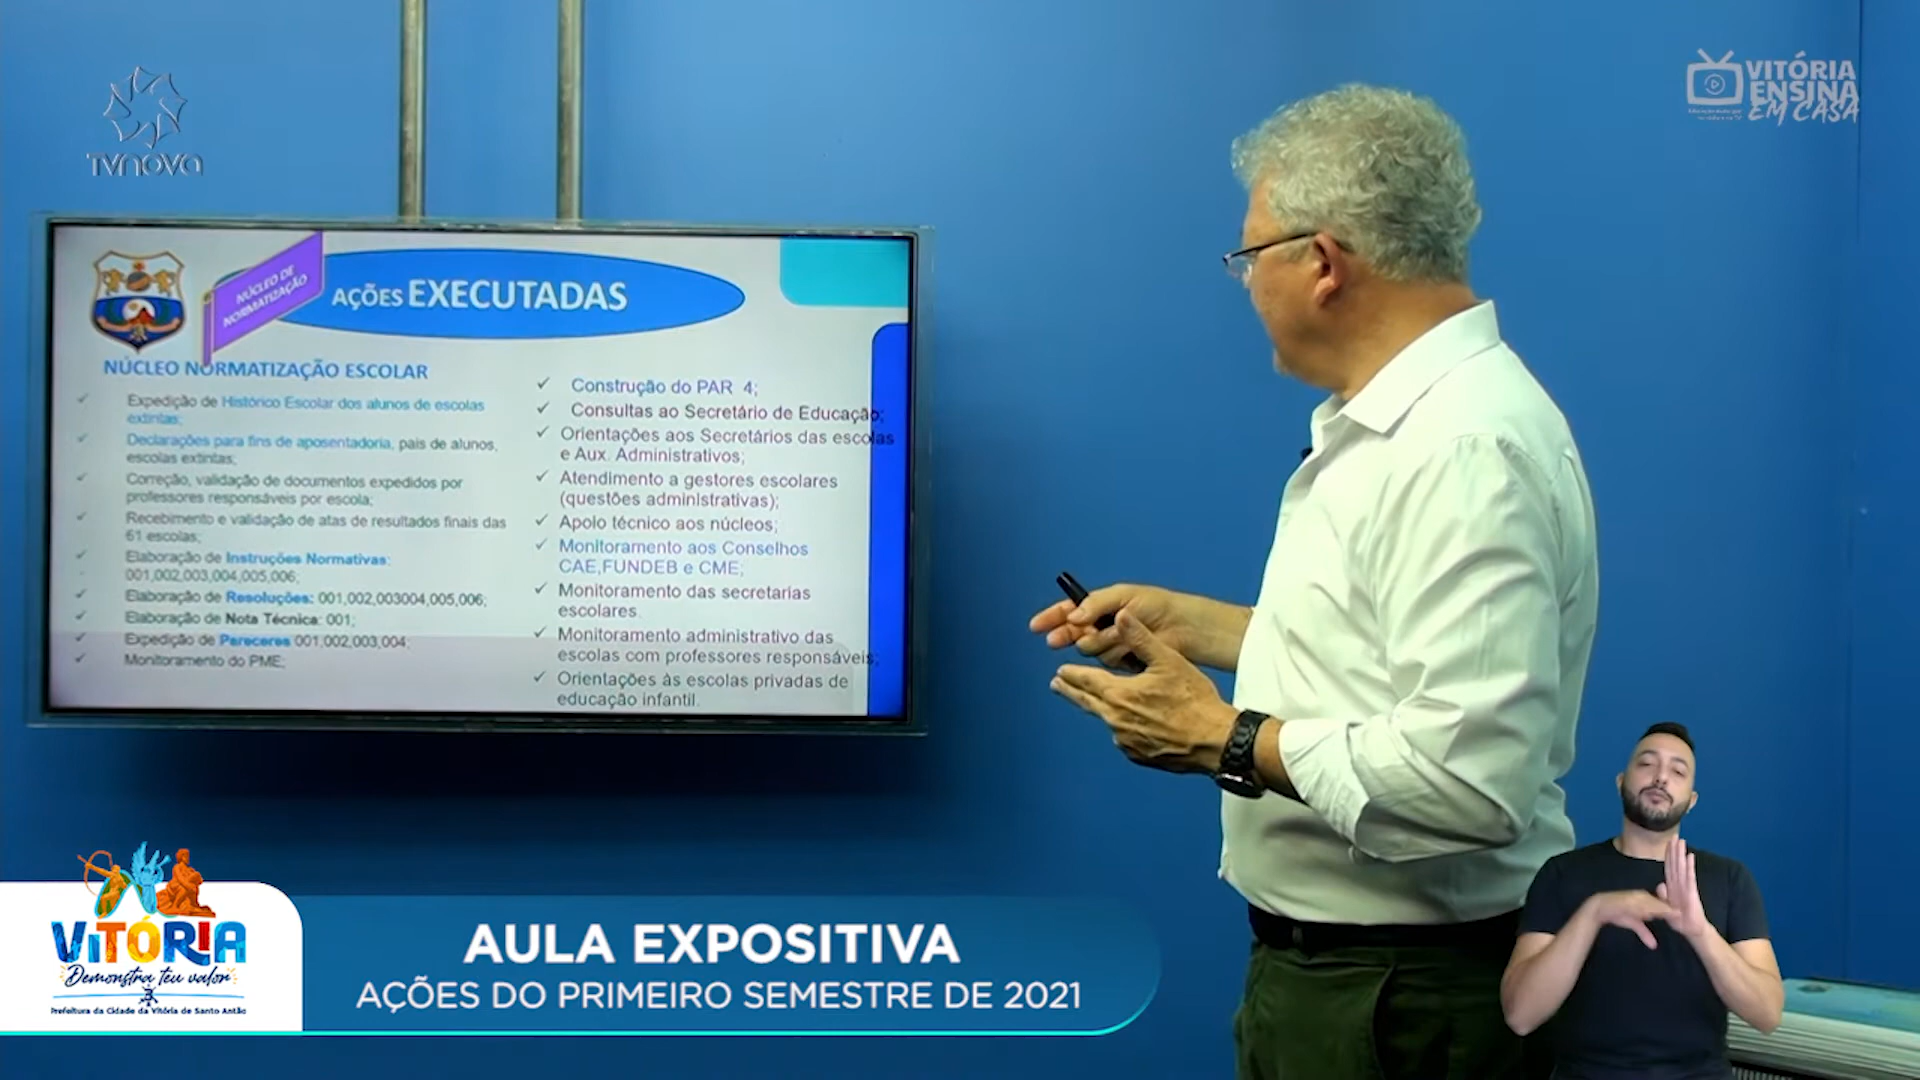 TVNOVA
VITÓRIA
ENSINA
EM CASA
NÚCLEO DE
NORMATIZAÇÃO
AÇÕES EXECUTADAS
NÚCLEO NORMATIZAÇÃO ESCOLAR
Expedição de Histórico Escolar dos alunos de escolas
extintas;
Declarações para fins de aposentadoria, pais de alunos,
escolas extintas;
Correção, validação de documentos expedidos por
professores responsáveis por escola;
Recebimento e validação de atas de resultados finais das
61 escolas;
Elaboração de Instruções Normativas:
001,002,003,004,005,006;
Elaboração de Resoluções: 001,002,003004,005,006;
Elaboração de Nota Técnica: 001;
Expedição de Pareceres 001,002,003,004;
Monitoramento do PME;
Construção do PAR 4;
Consultas ao Secretário de Educação;
Orientações aos Secretários das escolas
e Aux. Administrativos;
Atendimento a gestores escolares
(questões administrativas);
Apoio técnico aos núcleos;
Monitoramento aos Conselhos
CAE,FUNDEB e CME;
Monitoramento das secretarias
escolares.
Monitoramento administrativo das
escolas com professores responsáveis;
Orientações às escolas privadas de
educação infantil.
VITÓRIA
Demonstra teu valor
Prefeitura da Cidade da Vitória de Santo Antão
AULA EXPOSITIVA
AÇÕES DO PRIMEIRO SEMESTRE DE 2021